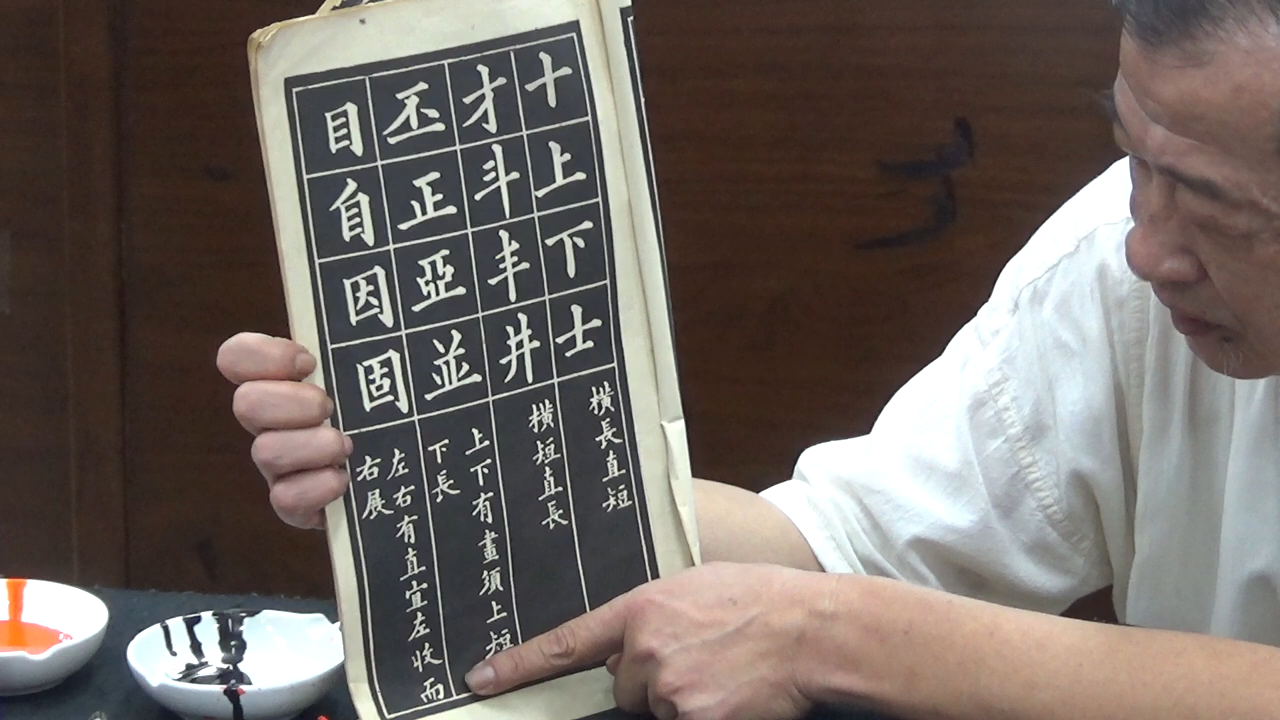 十上下士
橫長直短
才斗丰井
橫短直長
丕正亞並
上下有畫須上短
下長
目自因固
左右有直宜左收而
右展